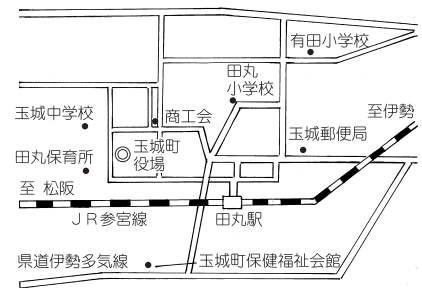 有田小学校
田丸
小学校
至伊勢
玉城中学校
商工会
玉城町
役場
玉城郵便局
田丸保育所
至 松阪
JR参宮線
田丸駅
県道伊勢多気線
玉城町保健福祉会館